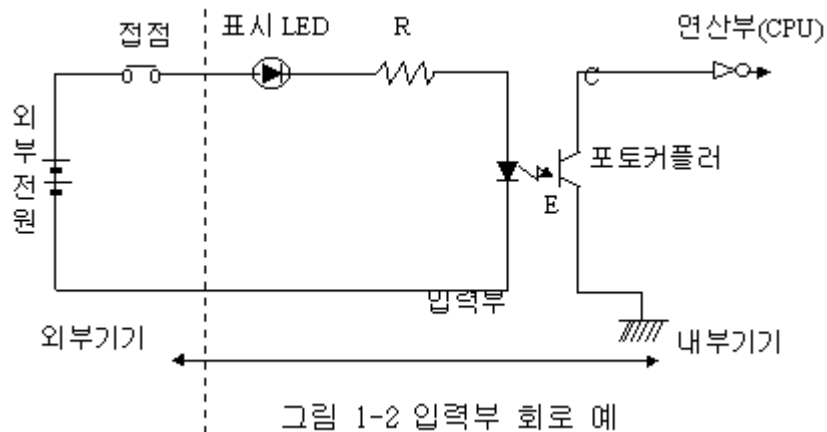 접점
표시 LED
R
연산부(CPU)
외부전원
C
포토커플러
E
입력부
외부기기
내부기기
그림 1-2 입력부 회로 예